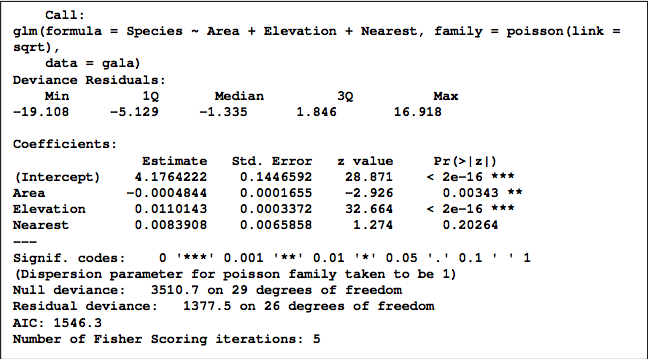 Call:
glm(formula = Species ~ Area + Elevation + Nearest, family = poisson(link =
sqrt),
data = gala)
Deviance Residuals:
Min 1Q Median 3Q Max
-19.108 -5.129 -1.335 1.846 16.918
Coefficients:
Estimate Std. Error z value Pr(>|z|)
(Intercept) 4.1764222 0.1446592 28.871 < 2e-16 ***
Area -0.0004844 0.0001655 -2.926 0.00343 **
Elevation 0.0110143 0.0003372 32.664 < 2e-16 ***
Nearest 0.0083908 0.0065858 1.274 0.20264
---
Signif. codes: 0 '***' 0.001 '**' 0.01 '*' 0.05 '.' 0.1 ' ' 1
(Dispersion parameter for poisson family taken to be 1)
Null deviance: 3510.7 on 29 degrees of freedom
Residual deviance: 1377.5 on 26 degrees of freedom
AIC: 1546.3
Number of Fisher Scoring iterations: 5